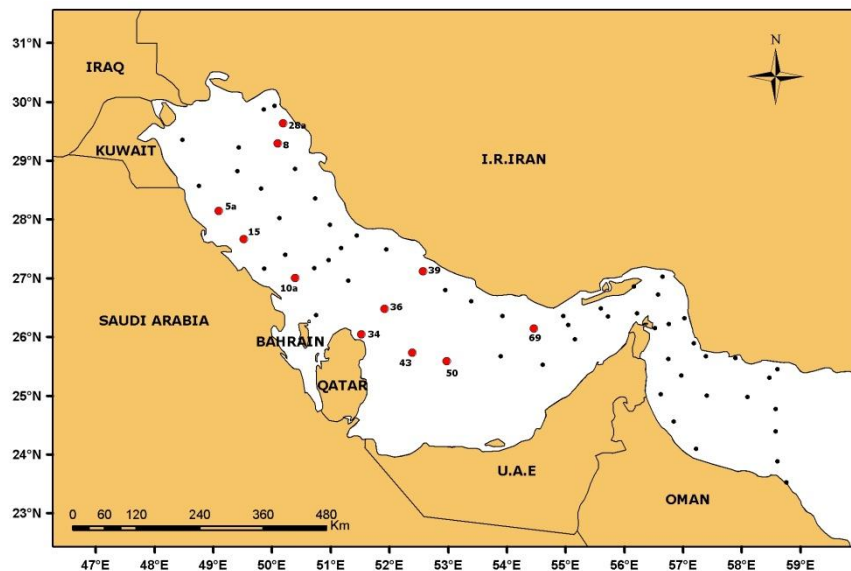 31°N
N
IRAQ
30°N
28a
8
29°N
KUWAIT
I.R.IRAN
28°N
5a
15
27°N
10a
39
36
SAUDI ARABIA
26°N
BAHRAIN
34
69
43
50
QATAR
25°N
24°N
U.A.E
OMAN
23°N
0 60 120 240 360 480
Km
47°E 48°E 49°E 50°E 51°E 52°E 53°E 54°E 55°E 56°E 57°E 58°E 59°E